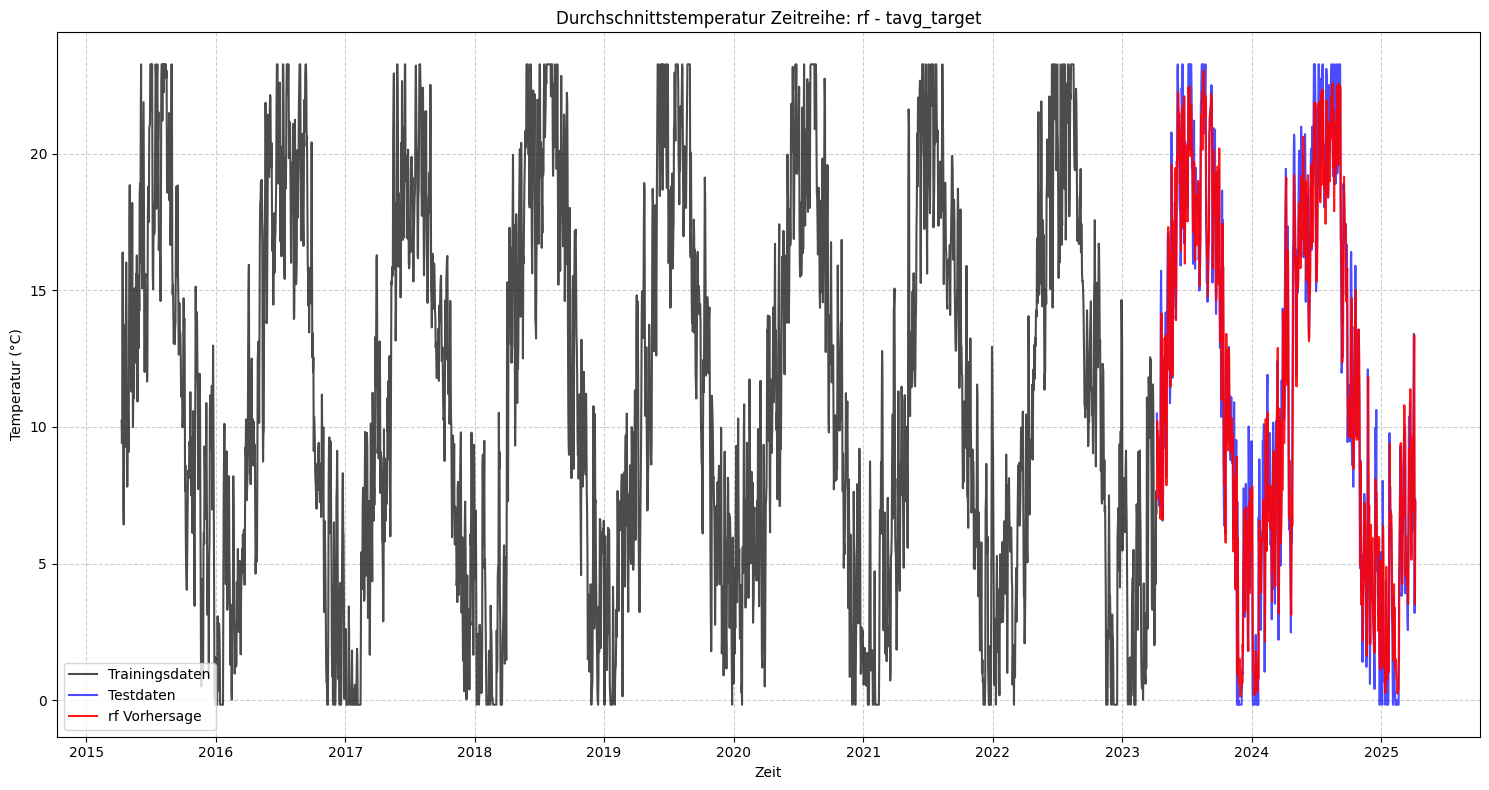 Durchschnittstemperatur Zeitreihe: rf - tavg_target
Temperatur (°C)
20
15
10
5
0
Trainingsdaten
Testdaten
rf Vorhersage
2015 2016 2017 2018 2019 2020 2021 2022 2023 2024 2025
Zeit